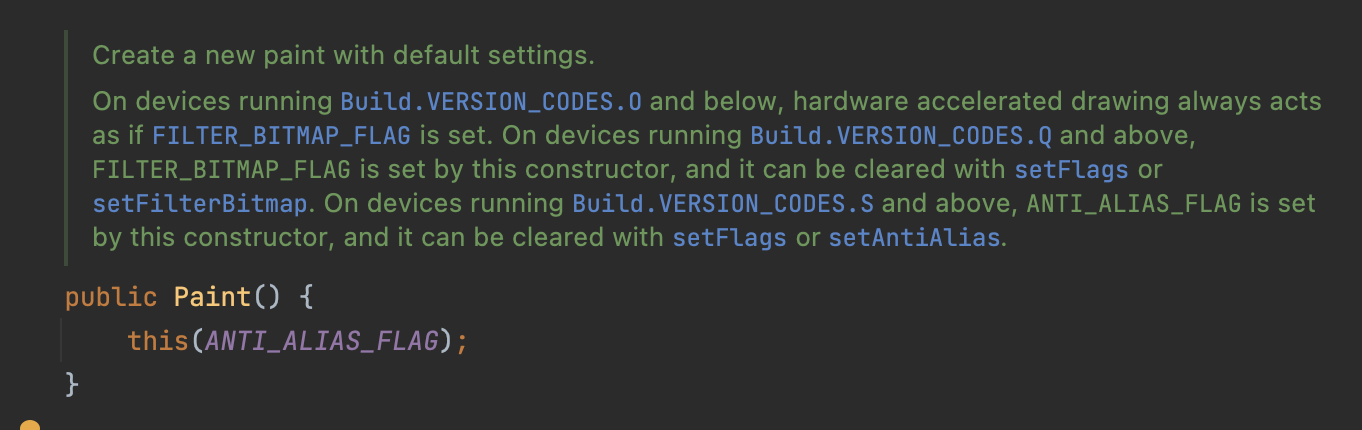 Create a new paint with default settings.
On devices running Build.VERSION_CODES.O and below, hardware accelerated drawing always acts
as if FILTER_BITMAP_FLAG is set. On devices running Build.VERSION_CODES.Q and above,
FILTER_BITMAP_FLAG is set by this constructor, and it can be cleared with setFlags or
setFilterBitmap. On devices running Build.VERSION_CODES.S and above, ANTI_ALIAS_FLAG is set
by this constructor, and it can be cleared with setFlags or setAntiAlias.
public Paint() {
    this(ANTI_ALIAS_FLAG);
}